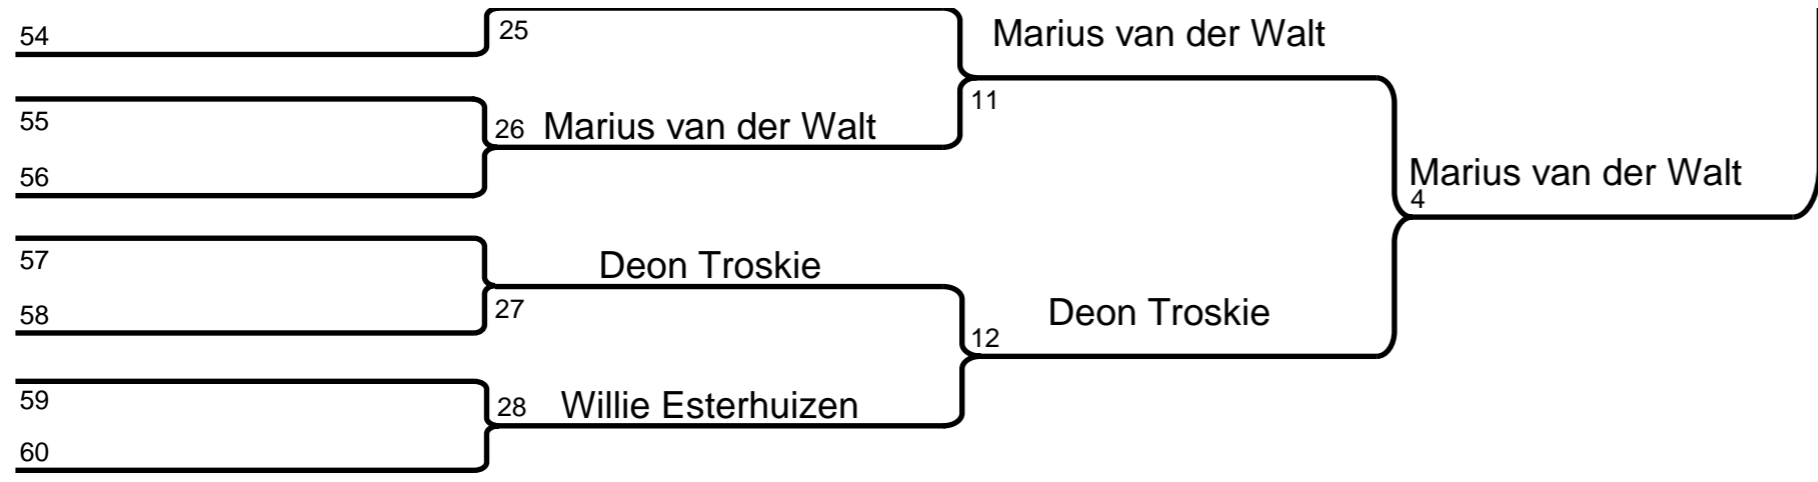 54
25
Marius van der Walt
11
55
26 Marius van der Walt
56
Marius van der Walt
4
57
Deon Troskie
27
58
Deon Troskie
12
59
28 Willie Esterhuizen
60